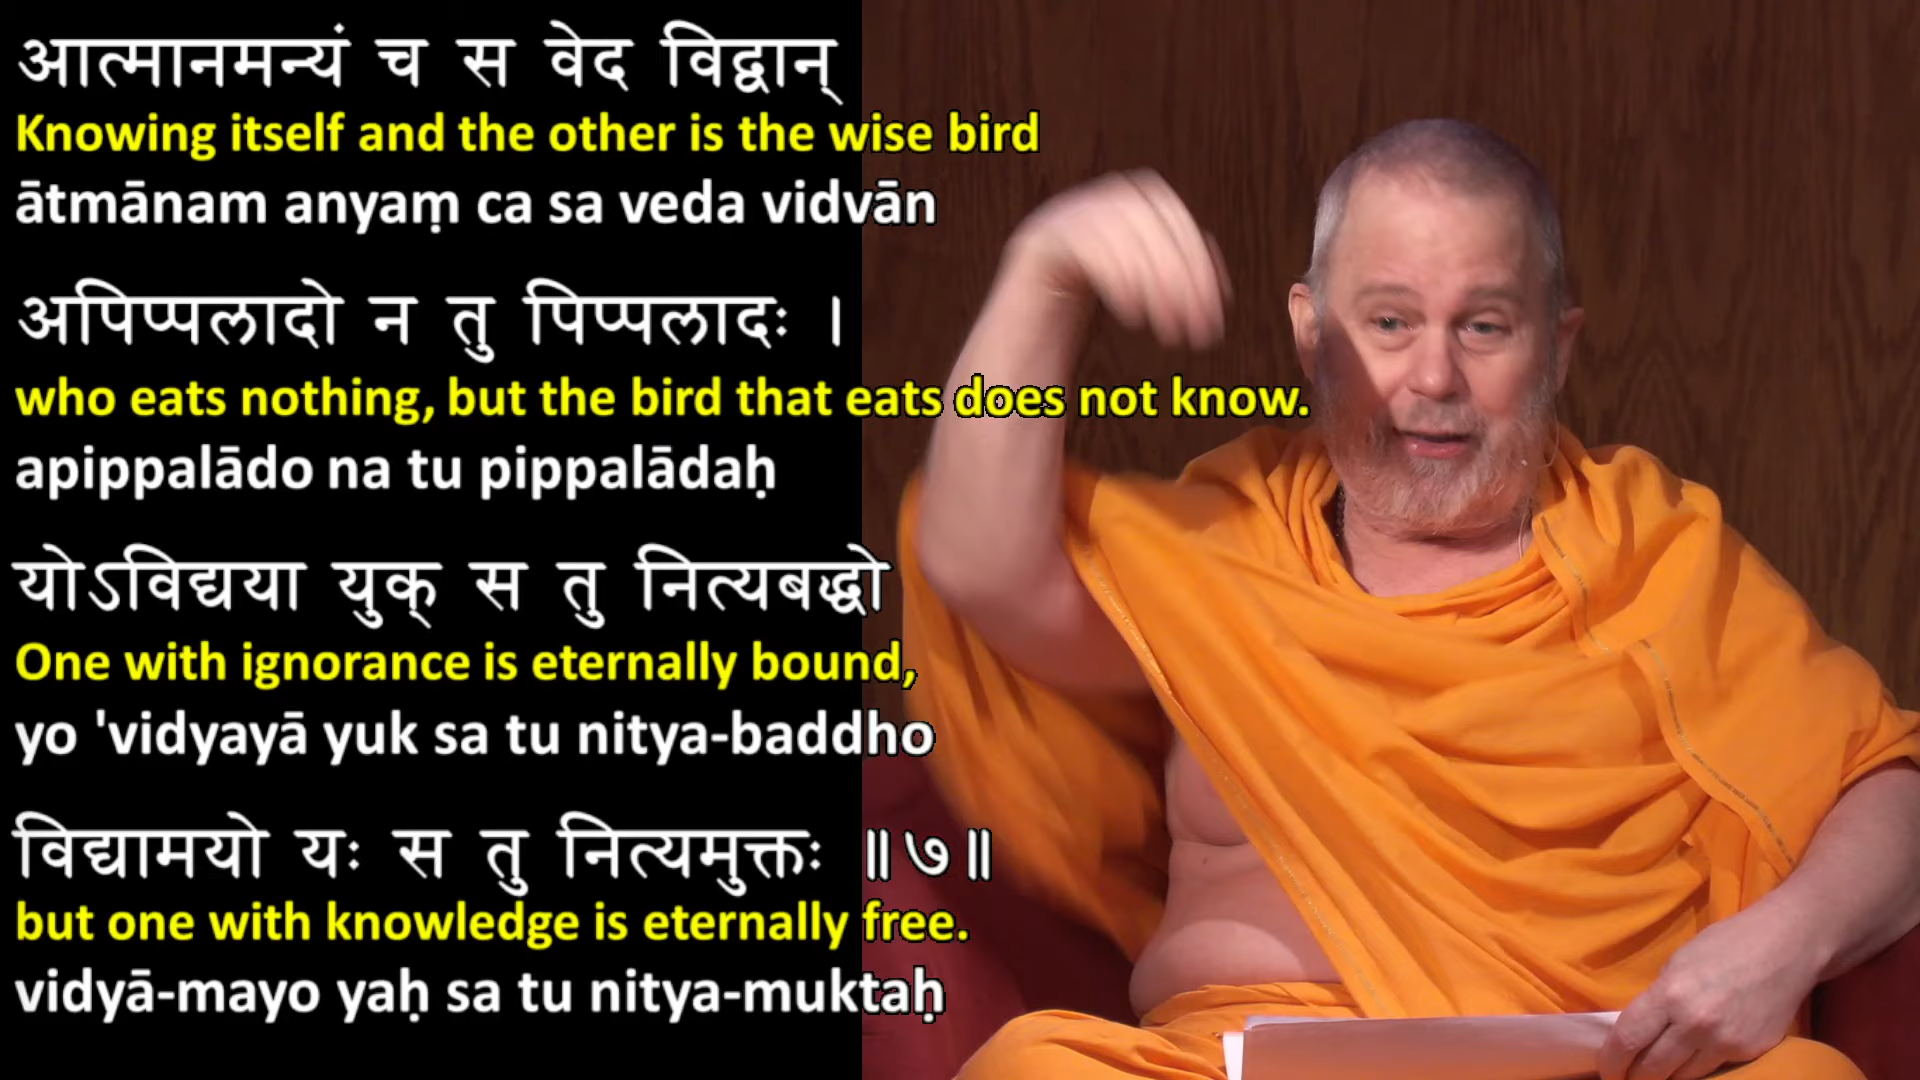 आत्मानमन्यं च स वेद विद्वान्
Knowing itself and the other is the wise bird
ātmānam anyaṃ ca sa veda vidvān
अपिप्पलादो न तु पिप्पलादः ।
who eats nothing, but the bird that eats does not know.
apippalādo na tu pippalādaḥ
योऽविद्यया युक् स तु नित्यबद्धो
One with ignorance is eternally bound,
yo 'vidyayā yuk sa tu nitya-baddho
विद्यामयो यः स तु नित्यमुक्तः ॥७॥
but one with knowledge is eternally free.
vidyā-mayo yaḥ sa tu nitya-muktaḥ